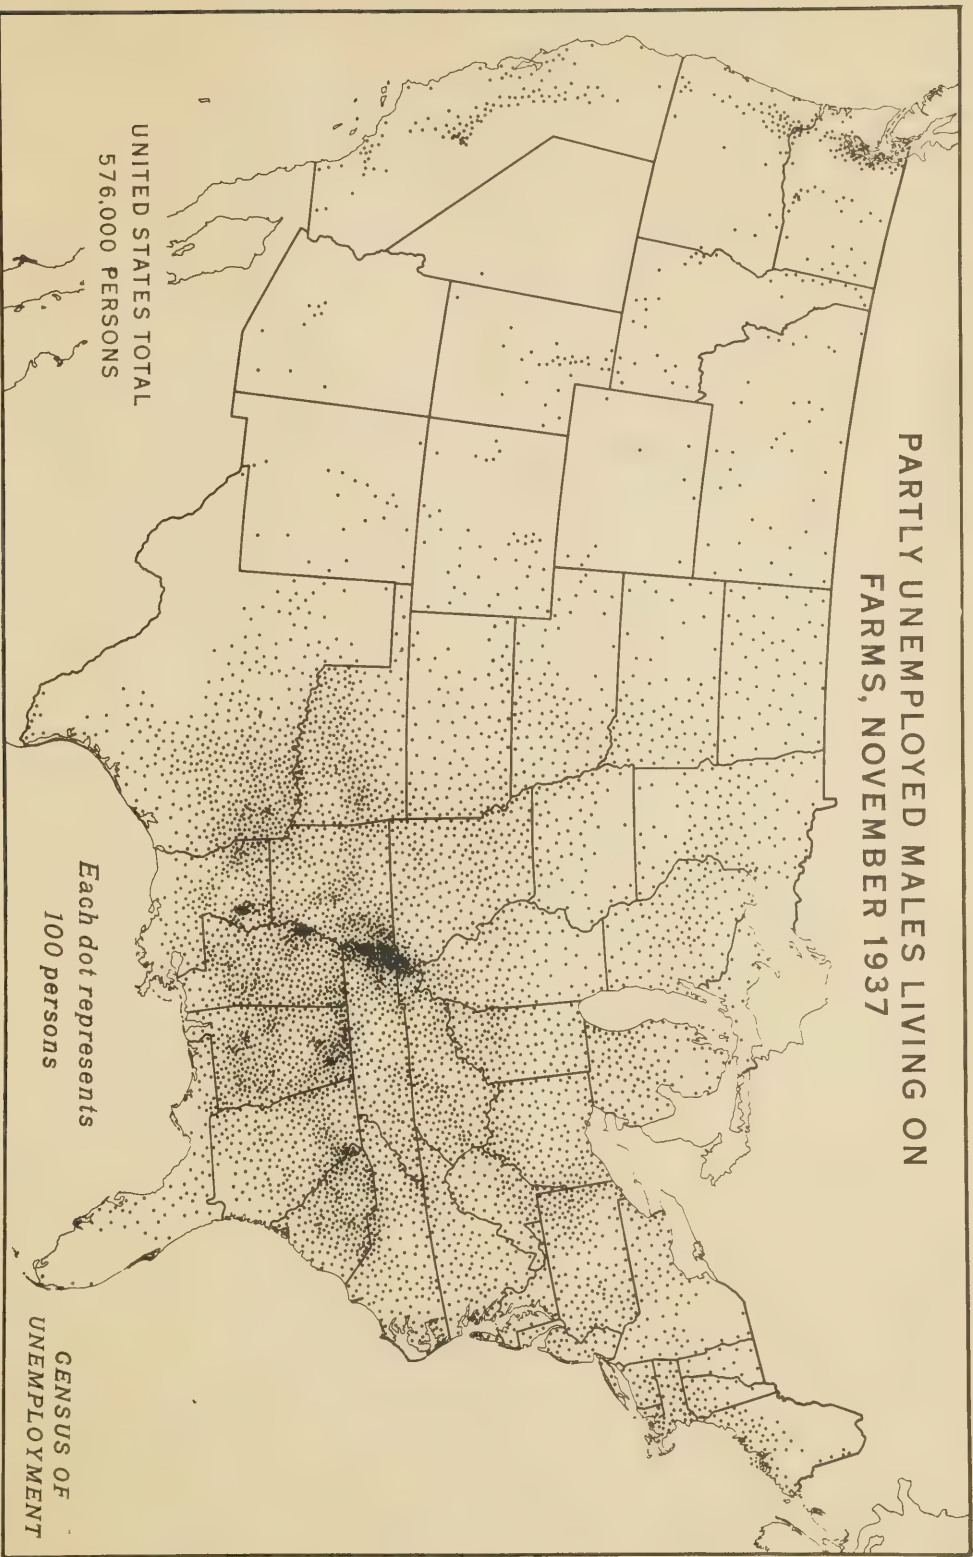 PARTLY UNEMPLOYED MALES LIVING ON
FARMS, NOVEMBER 1937
UNITED STATES TOTAL
576,000 PERSONS
Each dot represents
100 persons
CENSUS OF
UNEMPLOYMENT